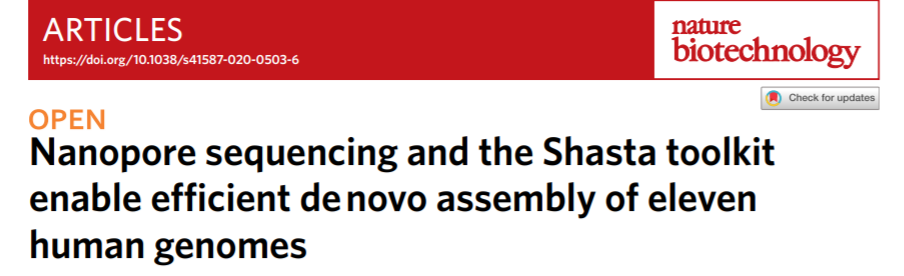 ARTICLES
https://doi.org/10.1038/s41587-020-0503-6
nature
biotechnology
Check for updates
OPEN
Nanopore sequencing and the Shasta toolkit
enable efficient de novo assembly of eleven
human genomes